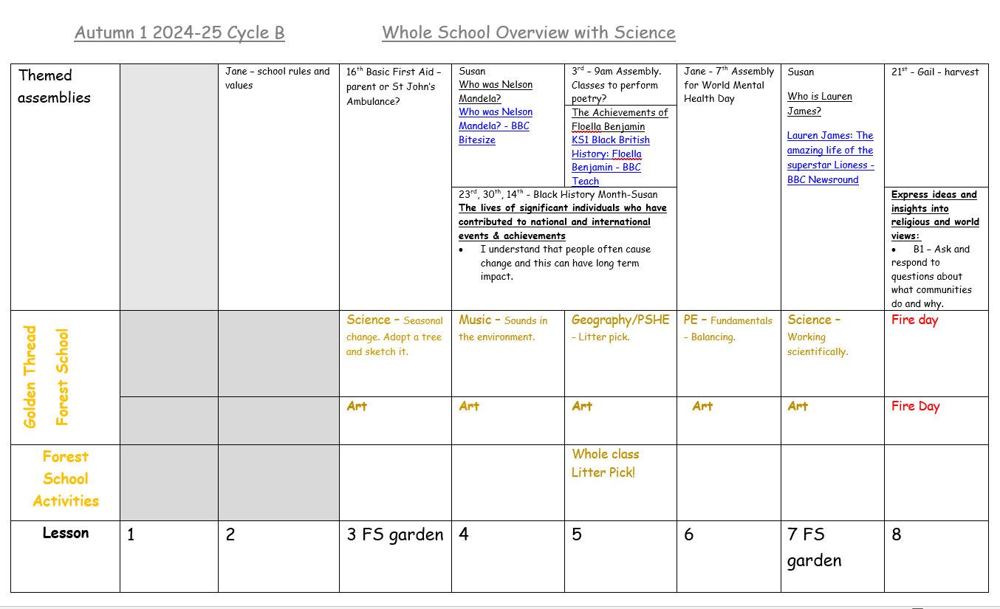 Autumn 1 2024-25 Cycle B
Whole School Overview with Science
Themed
assemblies
Jane – school rules and
values
16th Basic First Aid –
parent or St John's
Ambulance?
Susan
Who was Nelson
Mandela?
Who was Nelson
Mandela? - BBC
Bitesize
3rd – 9am Assembly.
Classes to perform
poetry?
The Achievements of
Floella Benjamin
KS1 Black British
History: Floella
Benjamin - BBC
Teach
23rd, 30th, 14th - Black History Month-Susan
The lives of significant individuals who have
contributed to national and international
events & achievements
• I understand that people often cause
change and this can have long term
impact.
Jane - 7th Assembly
for World Mental
Health Day
Susan
Who is Lauren
James?
Lauren James: The
amazing life of the
superstar Lioness -
BBC Newsround
21st - Gail - harvest
Express ideas and
insights into
religious and world
views:
• B1 – Ask and
respond to
questions about
what communities
do and why.
Golden Thread
Forest School
Science – Seasonal
change. Adopt a tree
and sketch it.
Music – Sounds in
the environment.
Geography/PSHE
– Litter pick.
PE – Fundamentals
– Balancing.
Science –
Working
scientifically.
Fire day
Art
Art
Art
Art
Art
Fire Day
Forest
School
Activities
Whole class
Litter Pick!
Lesson
1
2
3 FS garden
4
5
6
7 FS
garden
8